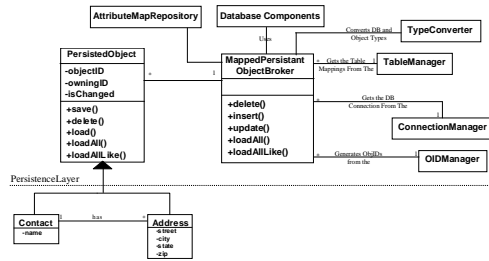 AttributeMapRepository
Database Components
Converts DB and
Object Types
TypeConverter
Uses
PersistedObject
-objectID
-owningID
-isChanged
+save()
+delete()
+load()
+loadAll()
+loadAllLike()
*
1
MappedPersistant
ObjectBroker
+delete()
+insert()
+update()
+loadAll()
+loadAllLike()
* Gets the Table 1
Mappings From The
TableManager
* Gets the DB
Connection From The 1
ConnectionManager
* Generates ObjIDs 1
from the
OIDManager
PersistenceLayer
Contact
-name
1 has *
Address
-street
-city
-state
-zip